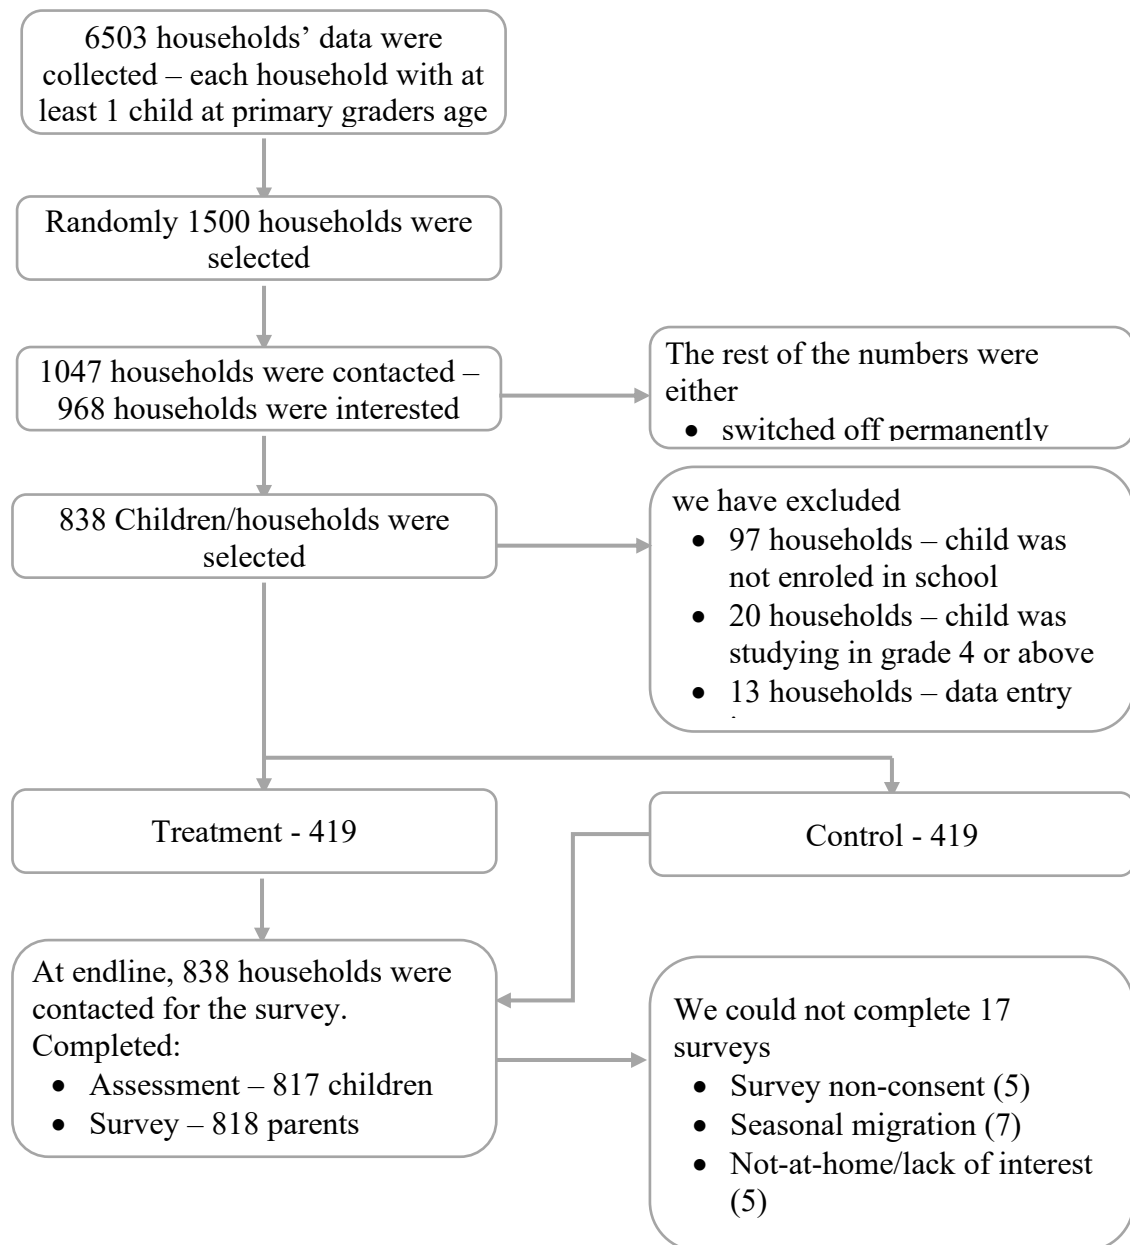 6503 households’ data were
collected – each household with at
least 1 child at primary graders age
Randomly 1500 households were
selected
1047 households were contacted –
968 households were interested
The rest of the numbers were
either
• switched off permanently
838 Children/households were
selected
we have excluded
• 97 households – child was
not enroled in school
• 20 households – child was
studying in grade 4 or above
• 13 households – data entry
Treatment - 419
Control - 419
At endline, 838 households were
contacted for the survey.
Completed:
• Assessment – 817 children
• Survey – 818 parents
We could not complete 17
surveys
• Survey non-consent (5)
• Seasonal migration (7)
• Not-at-home/lack of interest
(5)